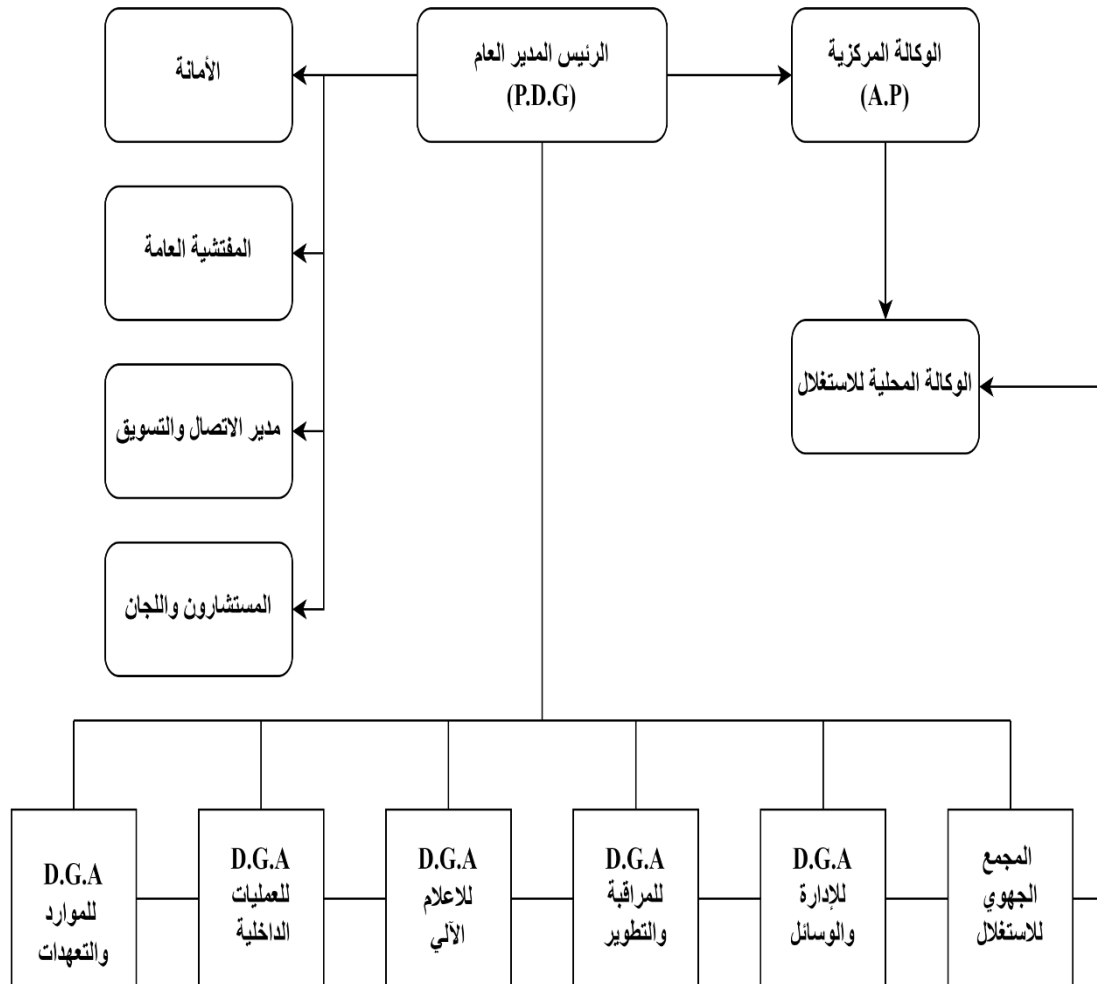 الوكالة المركزية
(A.P)
الرئيس المدير العام
(P.D.G)
الأمانة
المفتشية العامة
الوكالة المحلية للاستغلال
مدير الاتصال والتسويق
المستشارون واللجان
المجمع
الجهوي
للاستغلال
D.G.A
للإدارة
والوسائل
D.G.A
للمراقبة
والتطوير
D.G.A
للاعلام
الآلي
D.G.A
للعمليات
الداخلية
D.G.A
للموارد
والتعهدات